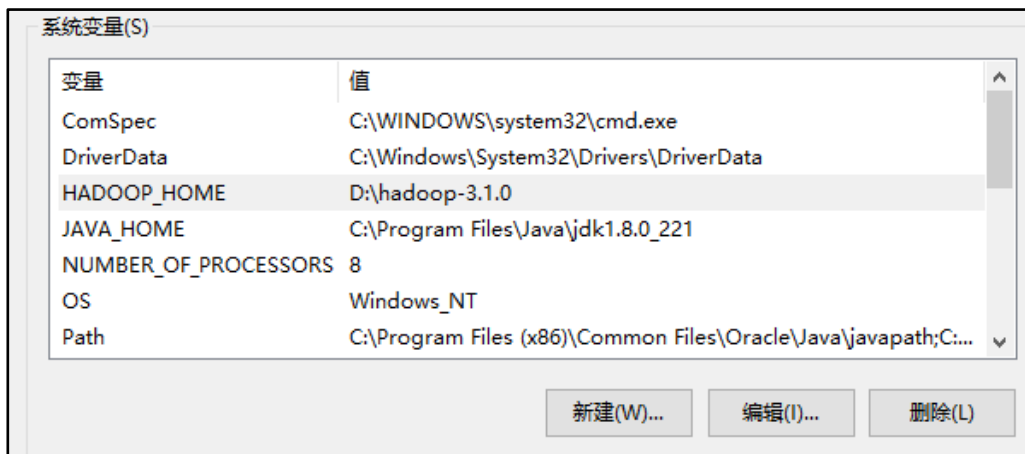 系统变量(S)
变量 值
ComSpec C:\WINDOWS\system32\cmd.exe
DriverData C:\Windows\System32\Drivers\DriverData
HADOOP_HOME D:\hadoop-3.1.0
JAVA_HOME C:\Program Files\Java\jdk1.8.0_221
NUMBER_OF_PROCESSORS 8
OS Windows_NT
Path C:\Program Files (x86)\Common Files\Oracle\Java\javapath;C:...
新建(W)... 编辑(I)... 删除(L)